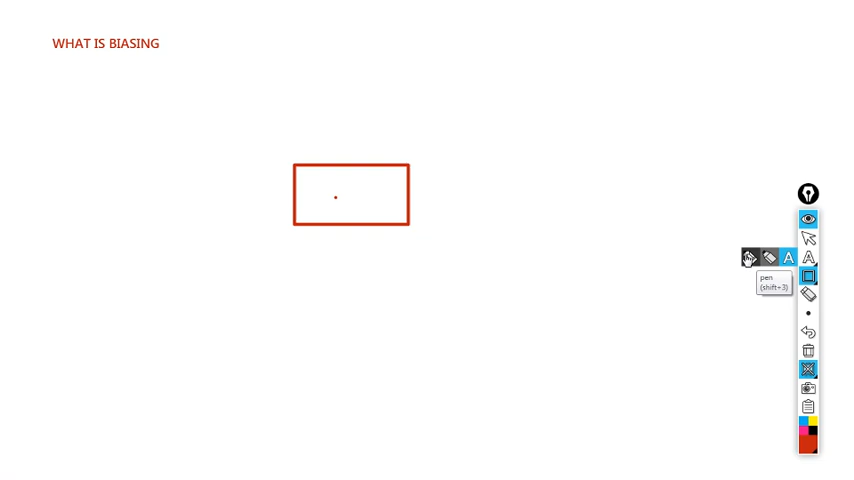 WHAT IS BIASING
A
A
pen
(shift+3)